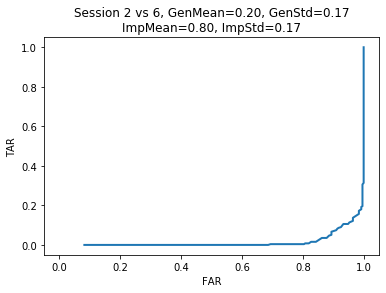 Session 2 vs 6, GenMean=0.20, GenStd=0.17
ImpMean=0.80, ImpStd=0.17
1.0
0.8
0.6
0.4
0.2
0.0
TAR
0.0 0.2 0.4 0.6 0.8 1.0
FAR